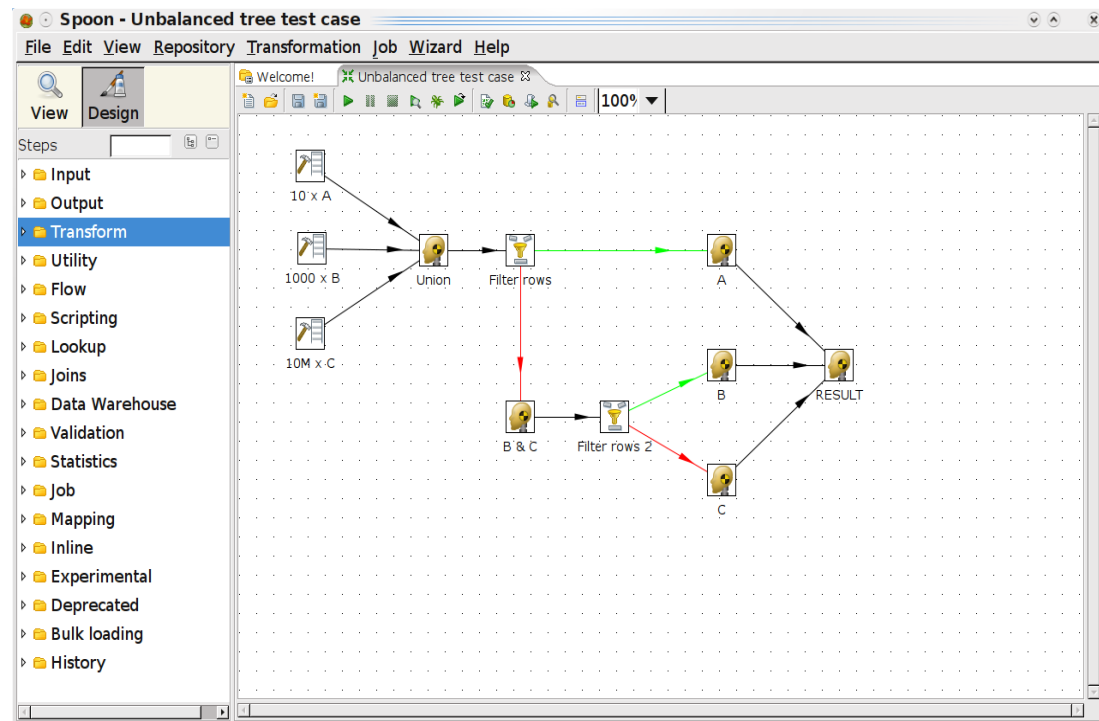 Spoon - Unbalanced tree test case
File Edit View Repository Transformation Job Wizard Help
Welcome! Unbalanced tree test case
View Design
100%
Steps
Input
Output
Transform
Utility
Flow
Scripting
Lookup
Joins
Data Warehouse
Validation
Statistics
Job
Mapping
Inline
Experimental
Deprecated
Bulk loading
History
10 x A
1000 x B
Union
Filter rows
A
10M x C
B
RESULT
B & C
Filter rows 2
C